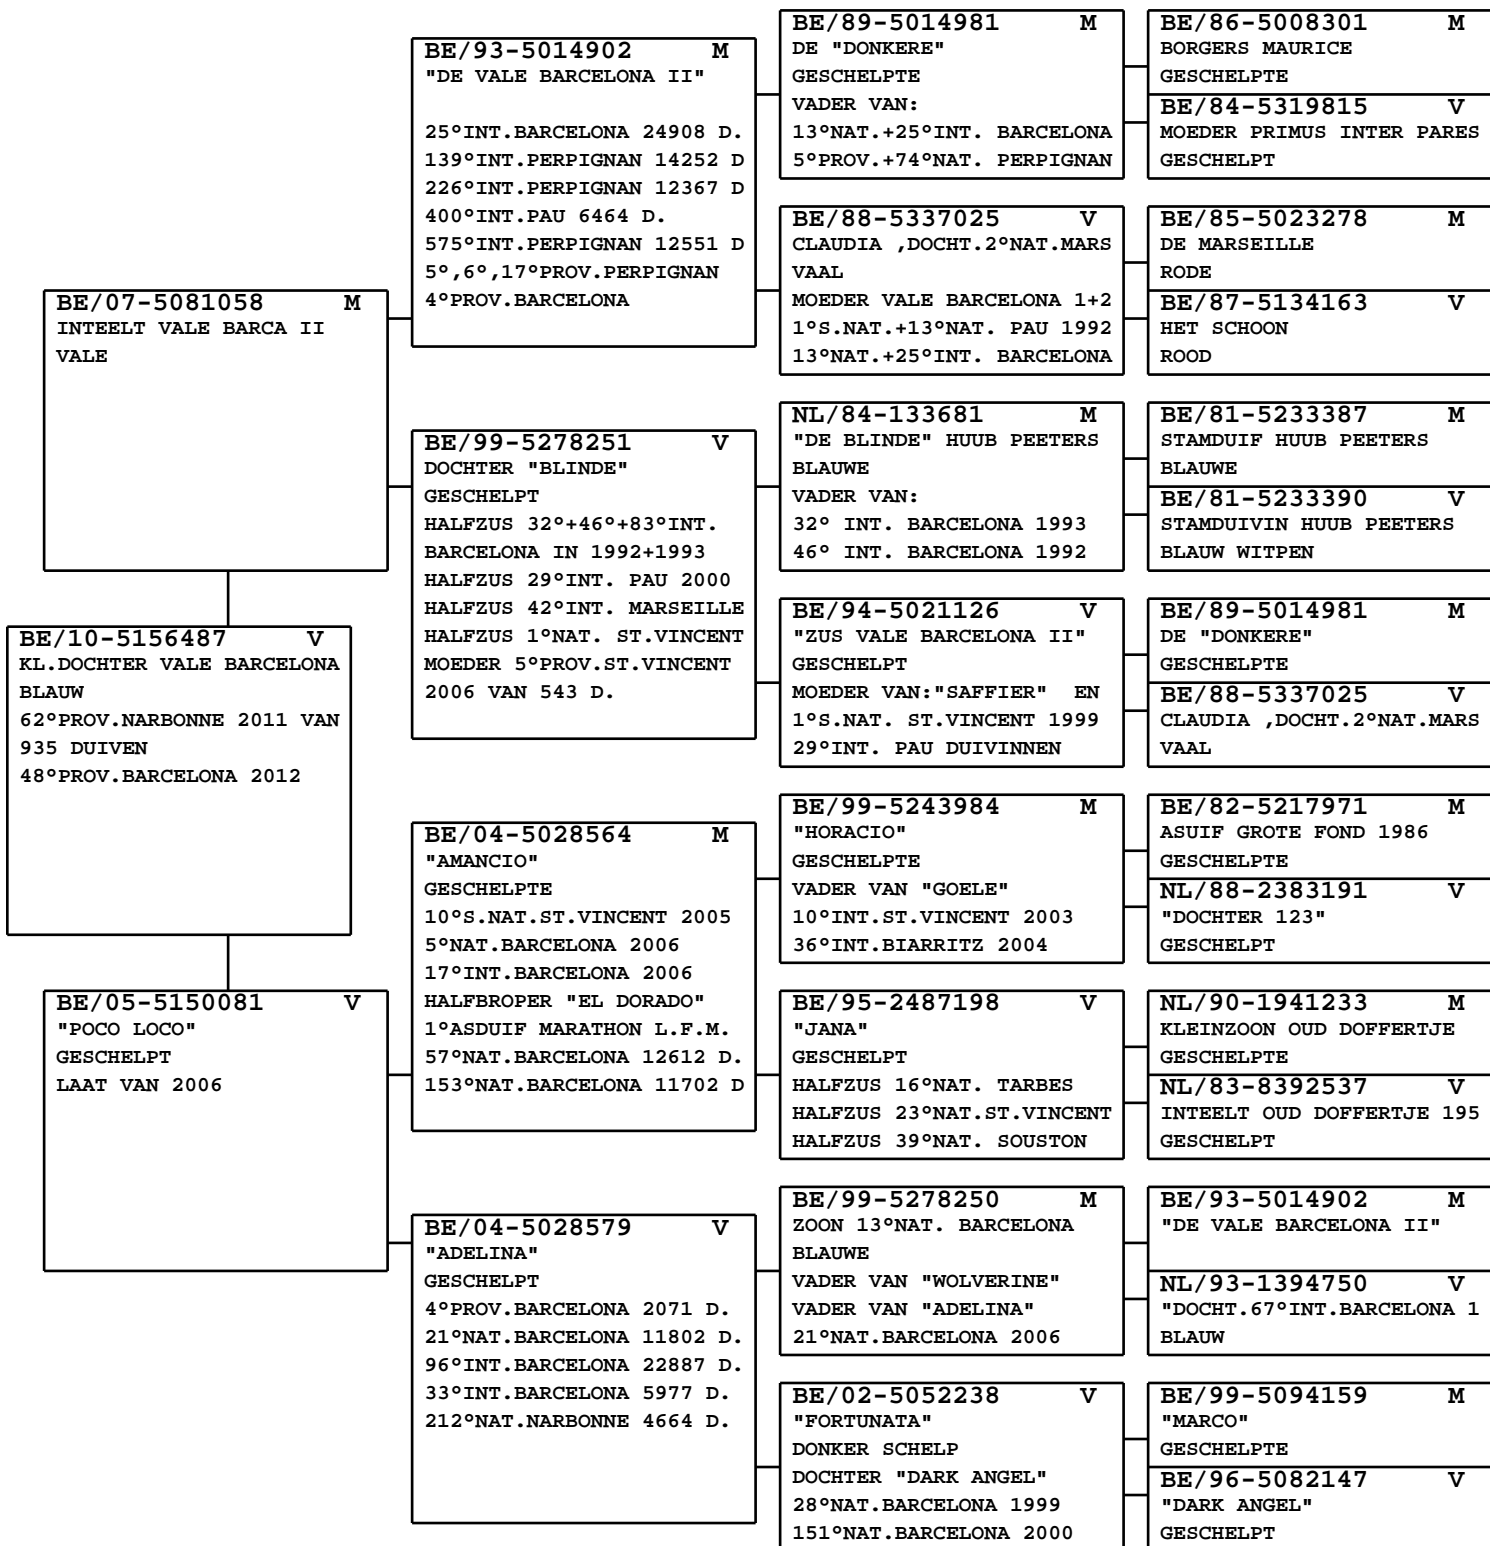 BE/10-5156487 V
KL.DOCHTER VALE BARCELONA
BLAUW
62°PROV.NARBONNE 2011 VAN
935 DUIVEN
48°PROV.BARCELONA 2012
BE/07-5081058 M
INTEELT VALE BARCA II
VALE
BE/05-5150081 V
"POCO LOCO"
GESCHELPT
LAAT VAN 2006
BE/93-5014902 M
"DE VALE BARCELONA II"
25°INT.BARCELONA 24908 D.
139°INT.PERPIGNAN 14252 D
226°INT.PERPIGNAN 12367 D
400°INT.PAU 6464 D.
575°INT.PERPIGNAN 12551 D
5°,6°,17°PROV.PERPIGNAN
4°PROV.BARCELONA
BE/99-5278251 V
DOCHTER "BLINDE"
GESCHELPT
HALFZUS 32°+46°+83°INT.
BARCELONA IN 1992+1993
HALFZUS 29°INT. PAU 2000
HALFZUS 42°INT. MARSEILLE
HALFZUS 1°NAT. ST.VINCENT
MOEDER 5°PROV.ST.VINCENT
2006 VAN 543 D.
BE/04-5028564 M
"AMANCIO"
GESCHELPTE
10°S.NAT.ST.VINCENT 2005
5°NAT.BARCELONA 2006
17°INT.BARCELONA 2006
HALFBROPER "EL DORADO"
1°ASDUIF MARATHON L.F.M.
57°NAT.BARCELONA 12612 D.
153°NAT.BARCELONA 11702 D
BE/04-5028579 V
"ADELINA"
GESCHELPT
4°PROV.BARCELONA 2071 D.
21°NAT.BARCELONA 11802 D.
96°INT.BARCELONA 22887 D.
33°INT.BARCELONA 5977 D.
212°NAT.NARBONNE 4664 D.
BE/89-5014981 M
DE "DONKERE"
GESCHELPTE
VADER VAN:
13°NAT.+25°INT. BARCELONA
5°PROV.+74°NAT. PERPIGNAN
BE/88-5337025 V
CLAUDIA ,DOCHT.2°NAT.MARS
VAAL
MOEDER VALE BARCELONA 1+2
1°S.NAT.+13°NAT. PAU 1992
13°NAT.+25°INT. BARCELONA
NL/84-133681 M
"DE BLINDE" HUUB PEETERS
BLAUWE
VADER VAN:
32° INT. BARCELONA 1993
46° INT. BARCELONA 1992
BE/94-5021126 V
"ZUS VALE BARCELONA II"
GESCHELPT
MOEDER VAN:"SAFFIER" EN
1°S.NAT. ST.VINCENT 1999
29°INT. PAU DUIVINNEN
BE/99-5243984 M
"HORACIO"
GESCHELPTE
VADER VAN "GOELE"
10°INT.ST.VINCENT 2003
36°INT.BIARRITZ 2004
BE/95-2487198 V
"JANA"
GESCHELPT
HALFZUS 16°NAT. TARBES
HALFZUS 23°NAT.ST.VINCENT
HALFZUS 39°NAT. SOUSTON
BE/99-5278250 M
ZOON 13°NAT. BARCELONA
BLAUWE
VADER VAN "WOLVERINE"
VADER VAN "ADELINA"
21°NAT.BARCELONA 2006
BE/02-5052238 V
"FORTUNATA"
DONKER SCHELP
DOCHTER "DARK ANGEL"
28°NAT.BARCELONA 1999
151°NAT.BARCELONA 2000
BE/86-5008301 M
BORGERS MAURICE
GESCHELPTE
BE/84-5319815 V
MOEDER PRIMUS INTER PARES
GESCHELPT
BE/85-5023278 M
DE MARSEILLE
RODE
BE/87-5134163 V
HET SCHOON
ROOD
BE/81-5233387 M
STAMDUIF HUUB PEETERS
BLAUWE
BE/81-5233390 V
STAMDUIVIN HUUB PEETERS
BLAUW WITPEN
BE/89-5014981 M
DE "DONKERE"
GESCHELPTE
BE/88-5337025 V
CLAUDIA ,DOCHT.2°NAT.MARS
VAAL
BE/82-5217971 M
ASUIF GROTE FOND 1986
GESCHELPTE
NL/88-2383191 V
"DOCHTER 123"
GESCHELPT
NL/90-1941233 M
KLEINZOON OUD DOFFERTJE
GESCHELPTE
NL/83-8392537 V
INTEELT OUD DOFFERTJE 195
GESCHELPT
BE/93-5014902 M
"DE VALE BARCELONA II"
NL/93-1394750 V
"DOCHT.67°INT.BARCELONA 1
BLAUW
BE/99-5094159 M
"MARCO"
GESCHELPTE
BE/96-5082147 V
"DARK ANGEL"
GESCHELPT